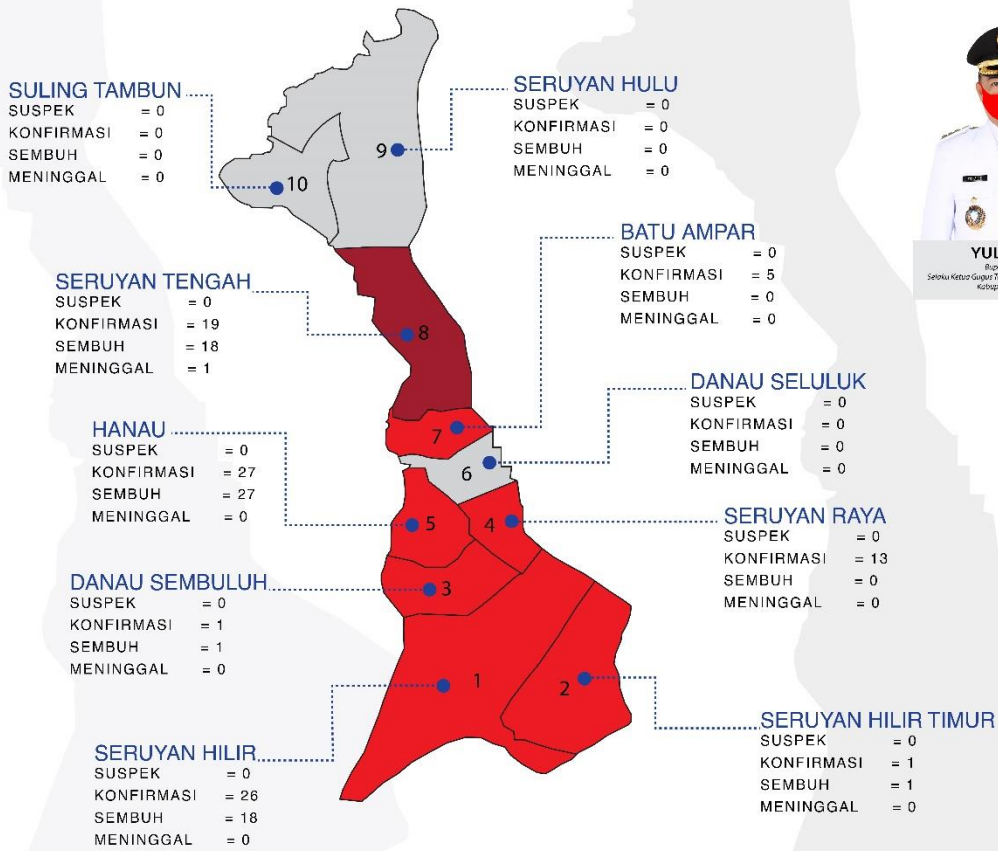 SULING TAMBUN
SUSPEK = 0
KONFIRMASI = 0
SEMBUH = 0
MENINGGAL = 0
SERUYAN HULU
SUSPEK = 0
KONFIRMASI = 0
SEMBUH = 0
MENINGGAL = 0
9
10
YUL
Selaku Ketua Gugus
BATU AMPAR
SUSPEK = 0
KONFIRMASI = 5
SEMBUH = 0
MENINGGAL = 0
SERUYAN TENGAH
SUSPEK = 0
KONFIRMASI = 19
SEMBUH = 18
MENINGGAL = 1
8
DANAU SELULUK
SUSPEK = 0
KONFIRMASI = 0
SEMBUH = 0
MENINGGAL = 0
HANAU
SUSPEK = 0
KONFIRMASI = 27
SEMBUH = 27
MENINGGAL = 0
7
6
5
4
SERUYAN RAYA
SUSPEK = 0
KONFIRMASI = 13
SEMBUH = 0
MENINGGAL = 0
DANAU SEMBULUH
SUSPEK = 0
KONFIRMASI = 1
SEMBUH = 1
MENINGGAL = 0
3
1
2
SERUYAN HILIR TIMUR
SUSPEK = 0
KONFIRMASI = 1
SEMBUH = 1
MENINGGAL = 0
SERUYAN HILIR
SUSPEK = 0
KONFIRMASI = 26
SEMBUH = 18
MENINGGAL = 0